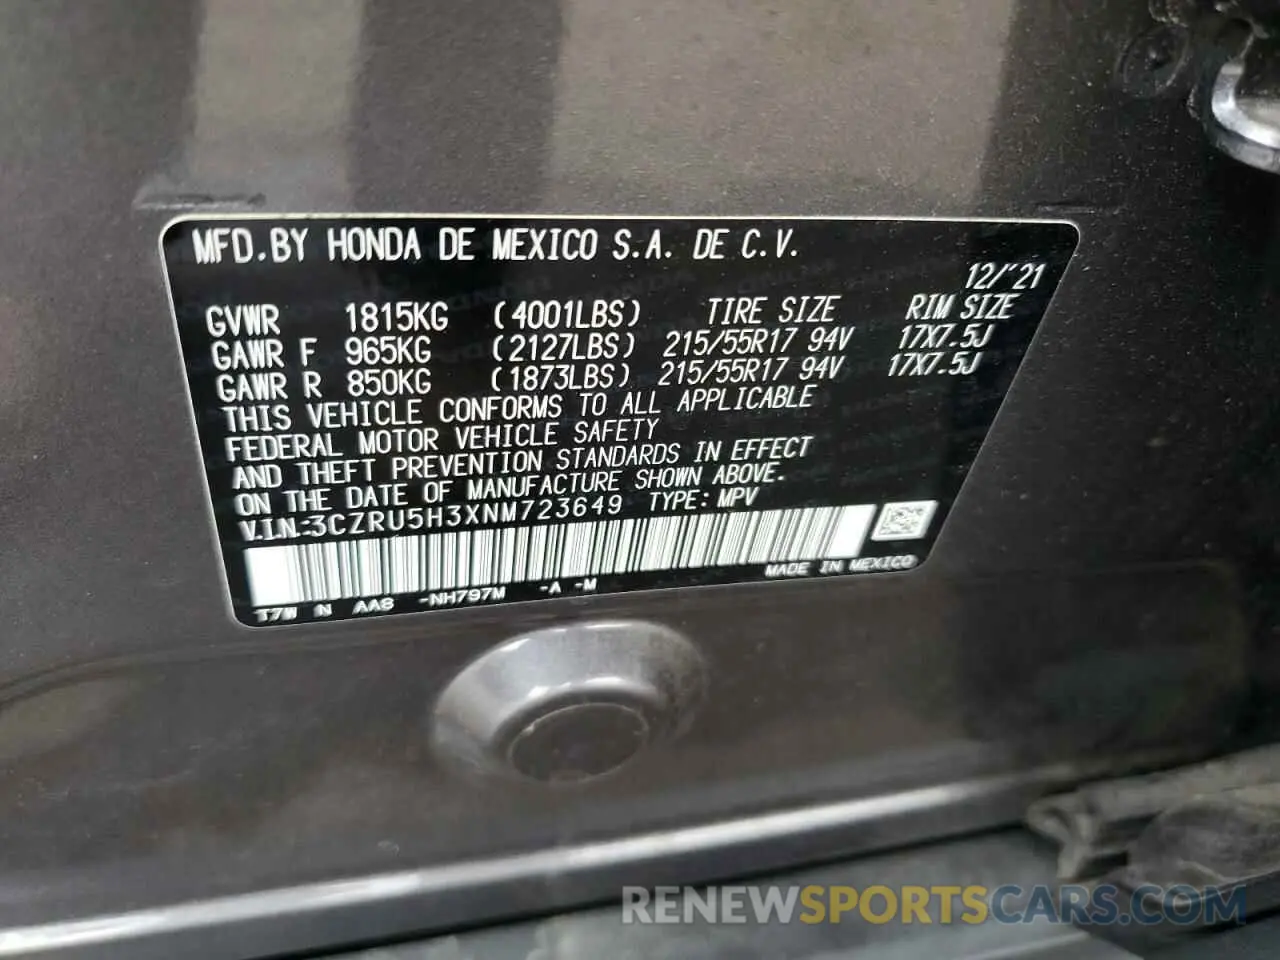 MFD.BY HONDA DE MEXICO S.A. DE C.V.
12/'21
GVWR 1815KG (4001LBS) TIRE SIZE RIM SIZE
GAWR F 965KG (2127LBS) 215/55R17 94V 17X7.5J
GAWR R 850KG (1873LBS) 215/55R17 94V 17X7.5J
THIS VEHICLE CONFORMS TO ALL APPLICABLE
FEDERAL MOTOR VEHICLE SAFETY
AND THEFT PREVENTION STANDARDS IN EFFECT
ON THE DATE OF MANUFACTURE SHOWN ABOVE.
V.I.N.:3CZRU5H3XNM723649 TYPE: MPV
MADE IN MEXICO
T7W N AA8 -NH797M -A -M
RENEWSPORTSCARS.COM